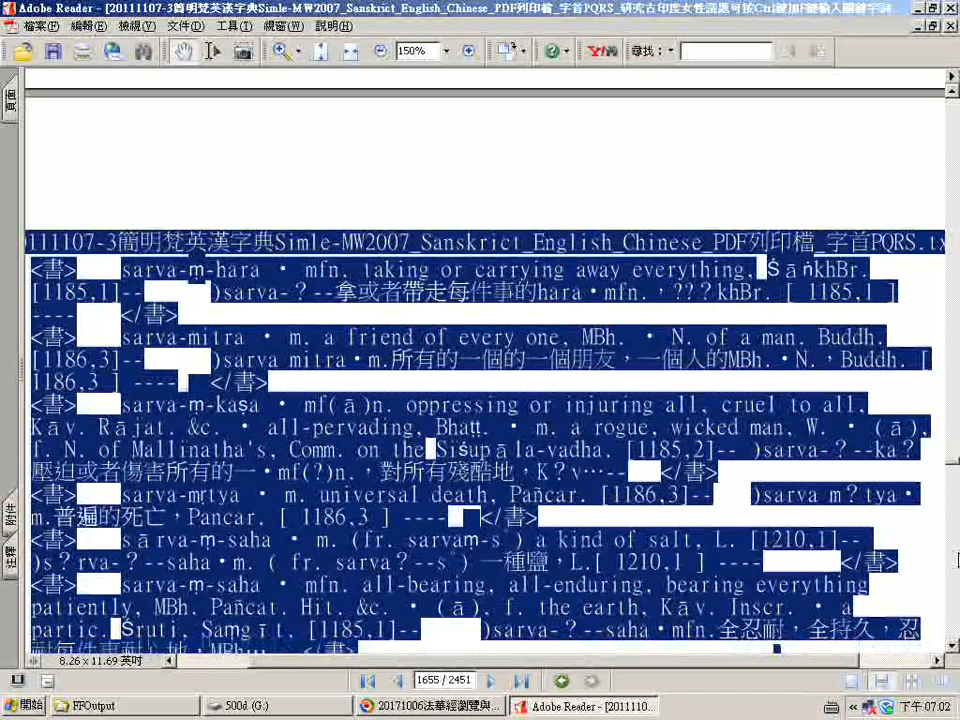 Adobe Reader - [20111107-3簡明梵英漢字典Simle-MW2007_Sanskrict_English_Chinese_PDF列印檔_字首PQRS_研究古印度女性議題可按Ctrl鍵加F鍵輸入關鍵字詞
檔案(F) 編輯(E) 檢視(V) 文件(D) 工具(T) 視窗(W) 說明(H)
150% Y! 尋找：
頁面
0111107-3簡明梵英漢字典Simle-MW2007_Sanskrict_English_Chinese_PDF列印檔_字首PQRS.tx
<書> sarva-ṃ-hara • mfn. taking or carrying away everything, ŚāṅkhBr.
[1185,1]-- )sarva-？--拿或者帶走每件事的hara•mfn.，???khBr. [ 1185,1 ]
---- </書>
<書> sarva-mitra • m. a friend of every one, MBh. • N. of a man. Buddh.
[1186,3]-- )sarva mitra•m.所有的一個的一個朋友，一個人的MBh.•N.，Buddh. [
1186,3 ] ---- </書>
<書> sarva-ṃ-kaṣa • mf(ā)n. oppressing or injuring all, cruel to all,
Kāv. Rājat. &c. • all-pervading, Bhaṭṭ. • m. a rogue, wicked man, W. • (ā),
f. N. of Mallinatha's, Comm. on the Śiśupāla-vadha. [1185,2]-- )sarva-？--ka？
壓迫或者傷害所有的一•mf(?)n.，對所有殘酷地，K？v…-- </書>
<書> sarva-mṛtya • m. universal death, Pañcar. [1186,3]-- )sarva m？tya•
m.普遍的死亡，Pancar. [ 1186,3 ] ---- </書>
<書> sārva-ṃ-saha • m. (fr. sarvaṃ-s°) a kind of salt, L. [1210,1]--
)s？rva-？--saha•m. ( fr. sarva？--s°) 一種鹽，L.[ 1210,1 ] ---- </書>
<書> sarva-ṃ-saha • mfn. all-bearing, all-enduring, bearing everything
patiently, MBh. Pañcat. Hit. &c. • (ā), f. the earth, Kāv. Inscr. • a
partic. Śruti, Saṃgīt. [1185,1]-- )sarva-？--saha•mfn.全忍耐，全持久，忍
附件
注釋
8.26 x 11.69 英吋
1655 / 2451
開始 FFOutput 500d (G:) 20171006法華經瀏覽與... Adobe Reader - [2011110... « 下午 07:02